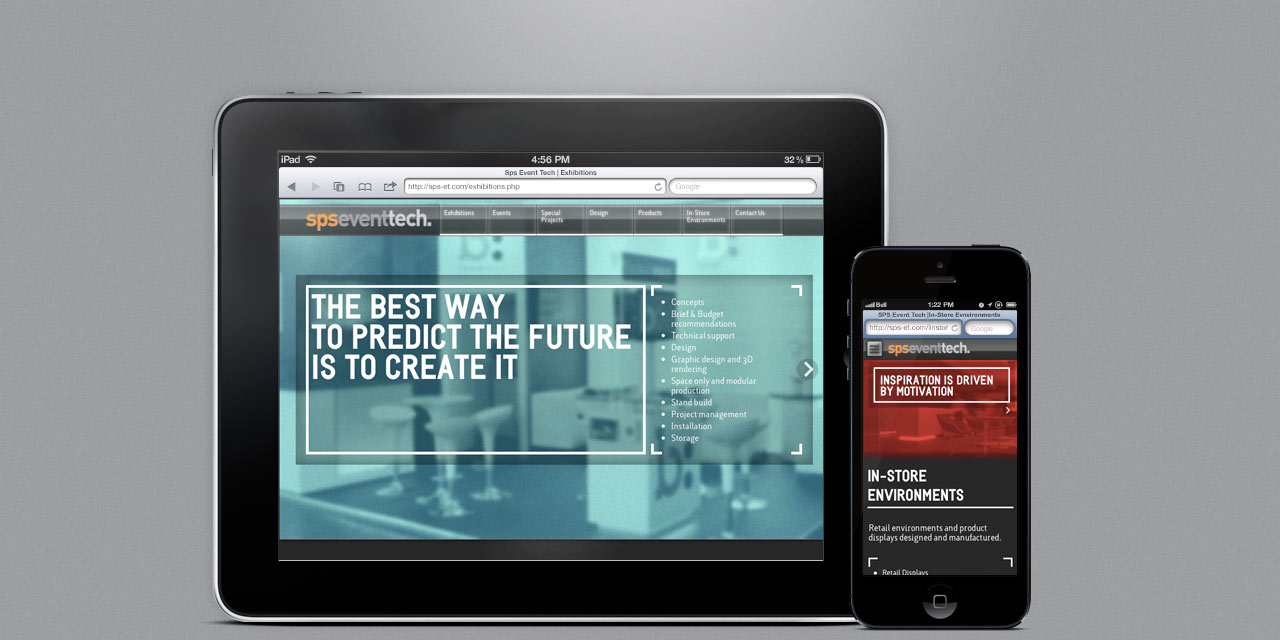 iPad 4:56 PM 32 %
Sps Event Tech | Exhibitions
http://sps-et.com/exhibitions.php Google
spseventtech.
Exhibitions Events Special Projects Design Products In-Store Environments Contact Us
THE BEST WAY
TO PREDICT THE FUTURE
IS TO CREATE IT
Concepts
Brief & Budget
recommendations
Technical support
Design
Graphic design and 3D
rendering
Space only and modular
production
Stand build
Project management
Installation
Storage
Bell 1:22 PM
SPS Event Tech |In-Store Environments
http://sps-et.com/instor Google
spseventtech.
INSPIRATION IS DRIVEN
BY MOTIVATION
IN-STORE
ENVIRONMENTS
Retail environments and product
displays designed and manufactured.
Retail Displays